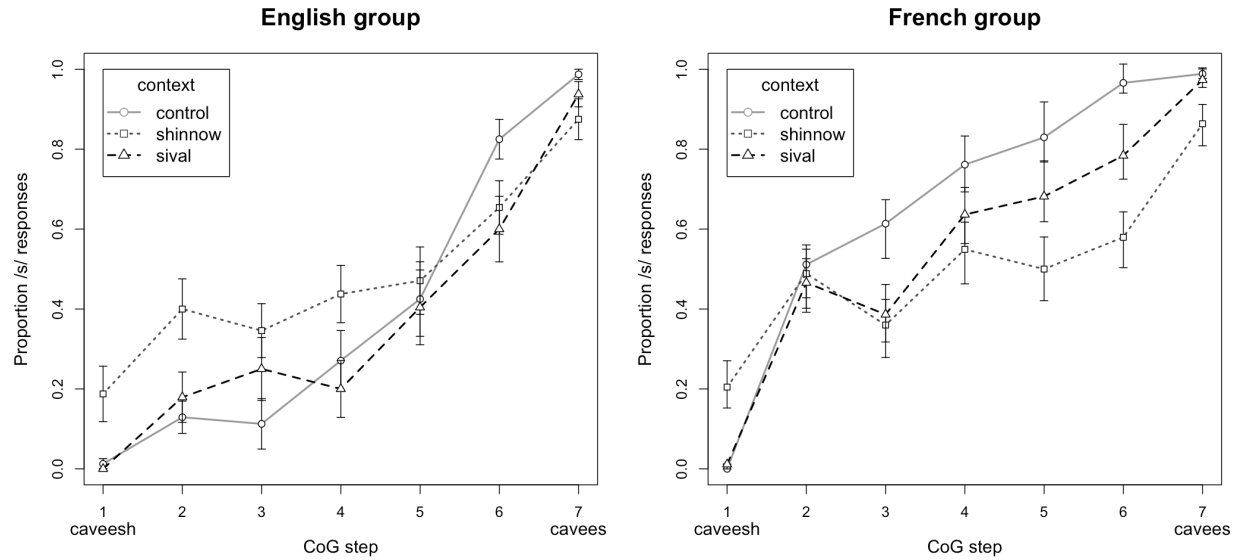 English group
Proportion /s/ responses
1.0
0.8
0.6
0.4
0.2
0.0
context
control
shinnow
sival
1 2 3 4 5 6 7
caveesh cavees
CoG step
French group
Proportion /s/ responses
1.0
0.8
0.6
0.4
0.2
0.0
context
control
shinnow
sival
1 2 3 4 5 6 7
caveesh cavees
CoG step